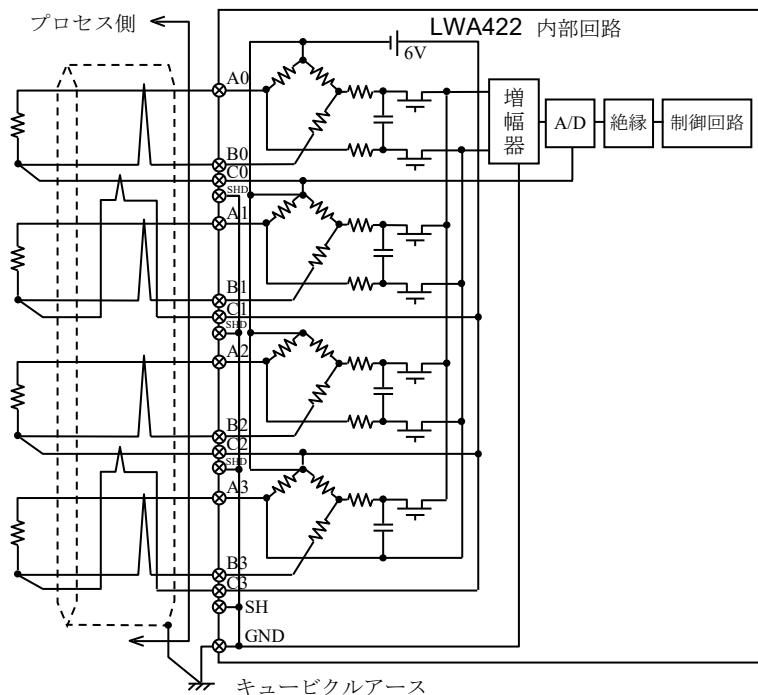 プロセス側
LWA422 内部回路
6V
A0
B0
C0
SHD
増幅器
A/D
絶縁
制御回路
A1
B1
C1
SHD
A2
B2
C2
SHD
A3
B3
C3
SH
GND
キュービクルアース